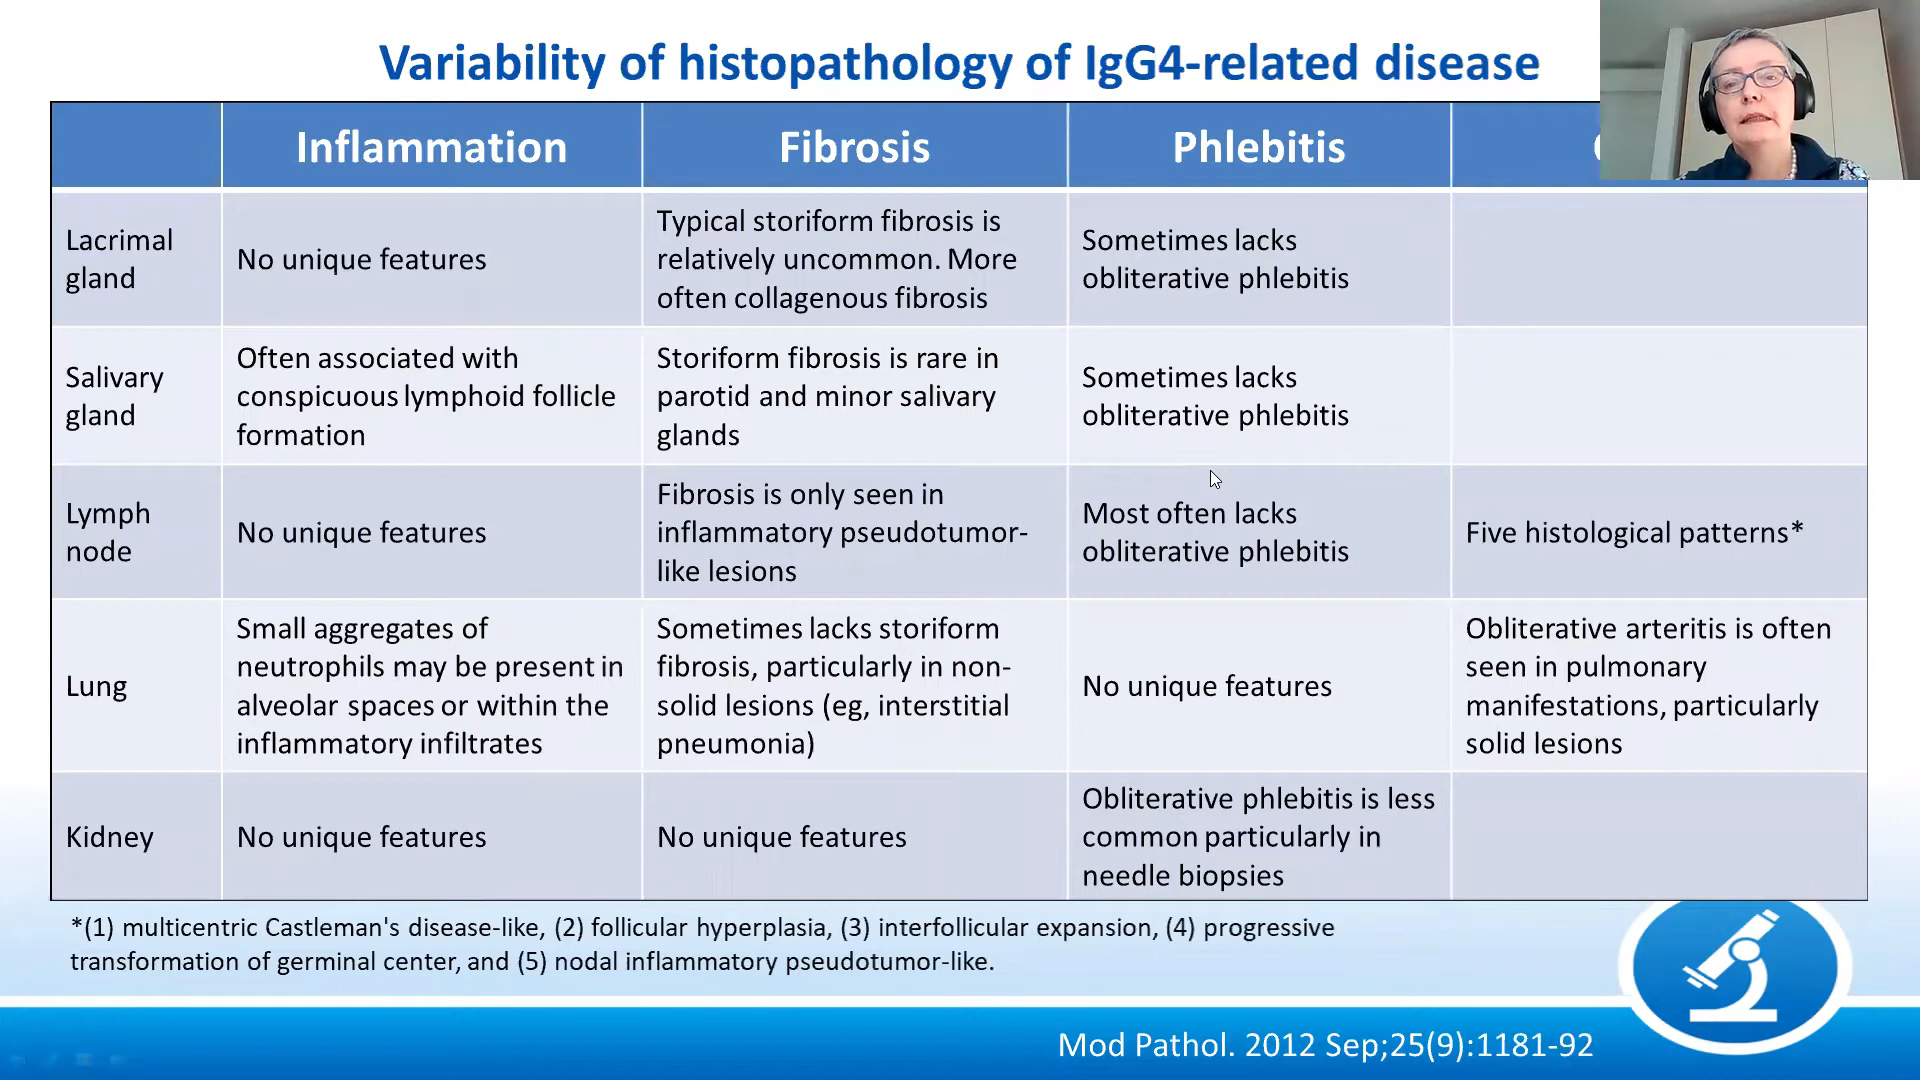 Variability of histopathology of IgG4-related disease
Inflammation
Fibrosis
Phlebitis
Lacrimal
gland
No unique features
Typical storiform fibrosis is
relatively uncommon. More
often collagenous fibrosis
Sometimes lacks
obliterative phlebitis
Salivary
gland
Often associated with
conspicuous lymphoid follicle
formation
Storiform fibrosis is rare in
parotid and minor salivary
glands
Sometimes lacks
obliterative phlebitis
Lymph
node
No unique features
Fibrosis is only seen in
inflammatory pseudotumor-
like lesions
Most often lacks
obliterative phlebitis
Five histological patterns*
Lung
Small aggregates of
neutrophils may be present in
alveolar spaces or within the
inflammatory infiltrates
Sometimes lacks storiform
fibrosis, particularly in non-
solid lesions (eg, interstitial
pneumonia)
No unique features
Obliterative arteritis is often
seen in pulmonary
manifestations, particularly
solid lesions
Kidney
No unique features
No unique features
Obliterative phlebitis is less
common particularly in
needle biopsies
*(1) multicentric Castleman's disease-like, (2) follicular hyperplasia, (3) interfollicular expansion, (4) progressive
transformation of germinal center, and (5) nodal inflammatory pseudotumor-like.
Mod Pathol. 2012 Sep;25(9):1181-92